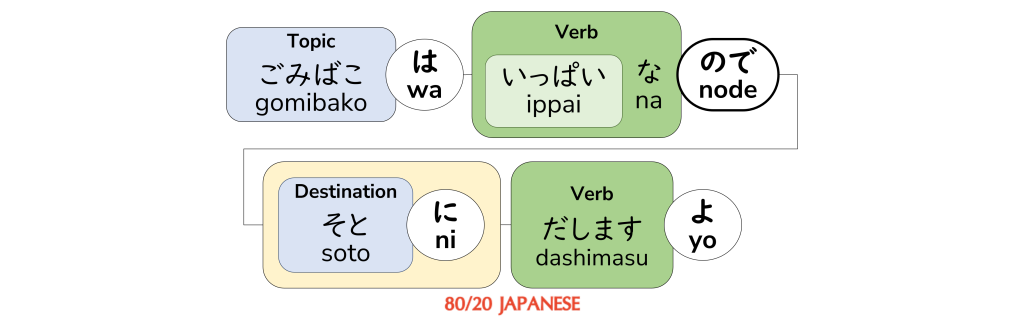 Topic
ごみばこ
gomibako
は
wa
Verb
いっぱい
ippai
な
na
ので
node
Destination
そと
soto
に
ni
Verb
だします
dashimasu
よ
yo
80/20 JAPANESE